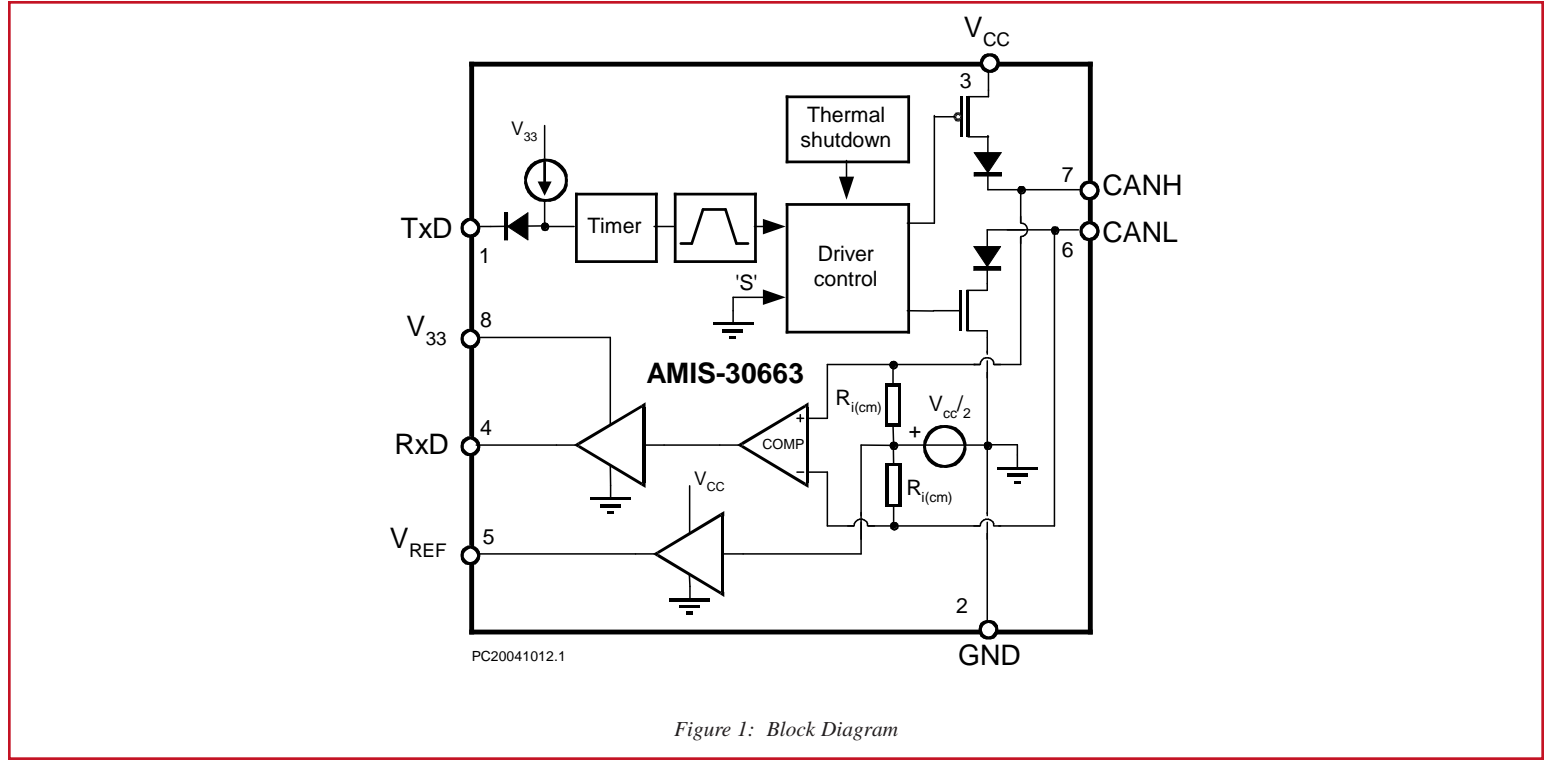 VCC
3
Thermal
shutdown
V33
7
CANH
TxD
1
Timer
Driver
control
CANL
6
'S'
V33
8
AMIS-30663
Ri(cm)
Vcc/2
+
RxD
4
COMP
+
−
Ri(cm)
VCC
VREF
5
2
GND
PC20041012.1
Figure 1: Block Diagram